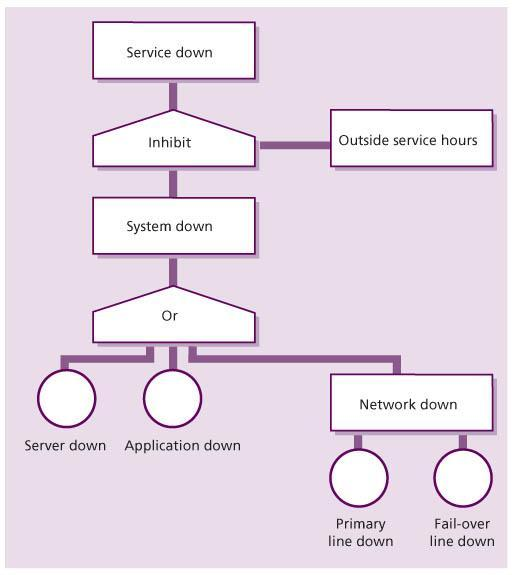 Service down
Inhibit
Outside service hours
System down
Or
Network down
Server down
Application down
Primary
line down
Fail-over
line down